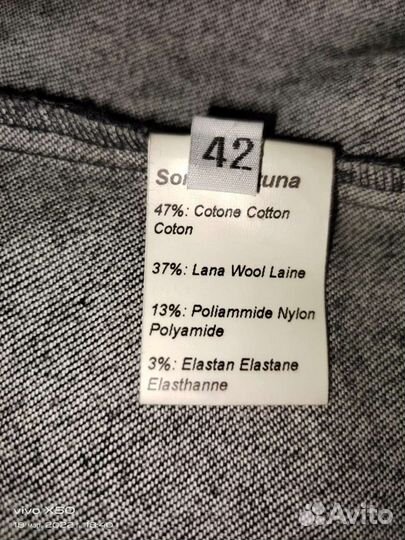 42
47%: Cotone Cotton
Coton
37%: Lana Wool Laine
13%: Poliammide Nylon
Polyamide
3%: Elastan Elastane
Elasthanne
vivo X50
Avito